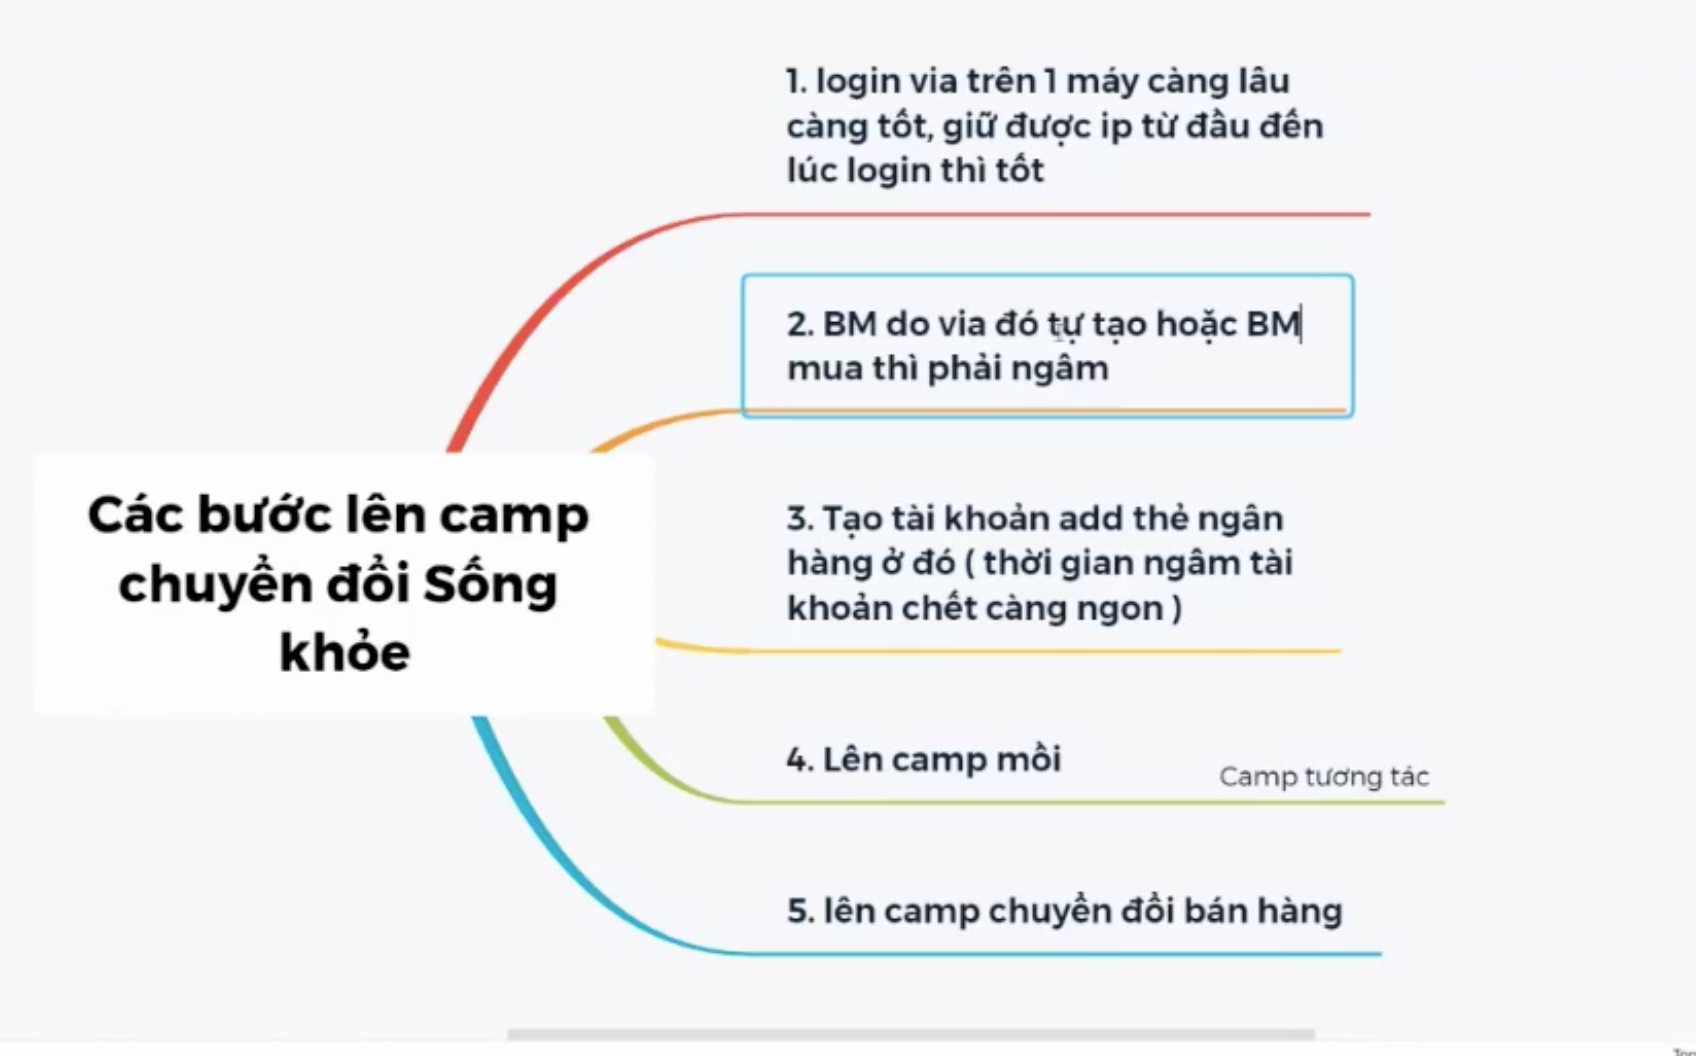 1. login via trên 1 máy càng lâu
càng tốt, giữ được ip từ đầu đến
lúc login thì tốt
2. BM do via đó tự tạo hoặc BM
mua thì phải ngâm
Các bước lên camp
chuyển đổi Sống
khỏe
3. Tạo tài khoản add thẻ ngân
hàng ở đó ( thời gian ngâm tài
khoản chết càng ngon )
4. Lên camp mồi
Camp tương tác
5. lên camp chuyển đổi bán hàng